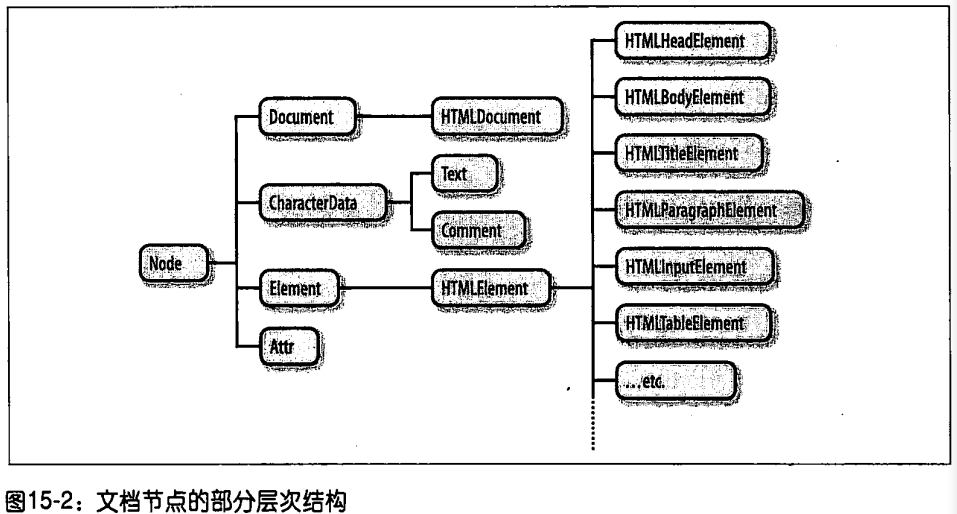 Node
Document
CharacterData
Element
Attr
HTMLDocument
Text
Comment
HTMLElement
HTMLHeadElement
HTMLBodyElement
HTMLTitleElement
HTMLParagraphElement
HTMLInputElement
HTMLTableElement
...etc.
图15-2：文档节点的部分层次结构